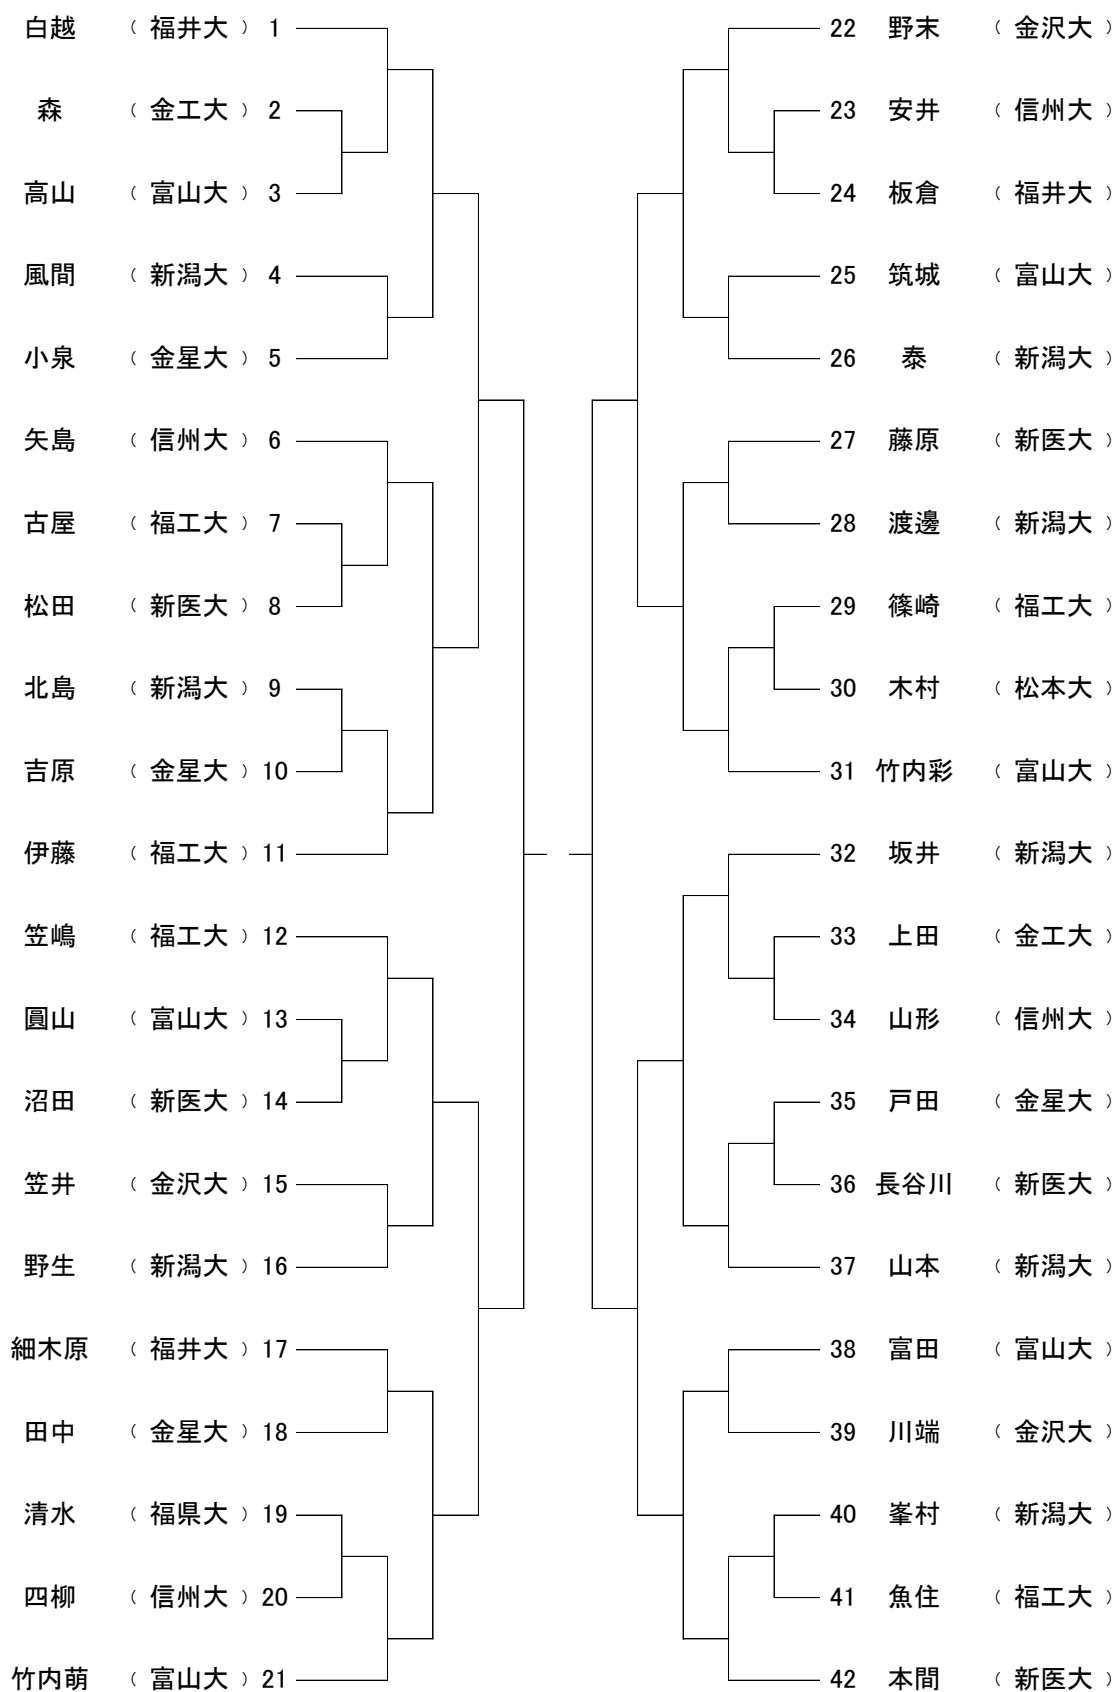 白越 （ 福井大 ） 1
森 （ 金工大 ） 2
高山 （ 富山大 ） 3
風間 （ 新潟大 ） 4
小泉 （ 金星大 ） 5
矢島 （ 信州大 ） 6
古屋 （ 福工大 ） 7
松田 （ 新医大 ） 8
北島 （ 新潟大 ） 9
吉原 （ 金星大 ） 10
伊藤 （ 福工大 ） 11
笠嶋 （ 福工大 ） 12
圓山 （ 富山大 ） 13
沼田 （ 新医大 ） 14
笠井 （ 金沢大 ） 15
野生 （ 新潟大 ） 16
細木原 （ 福井大 ） 17
田中 （ 金星大 ） 18
清水 （ 福県大 ） 19
四柳 （ 信州大 ） 20
竹内萌 （ 富山大 ） 21
22 野末 （ 金沢大 ）
23 安井 （ 信州大 ）
24 板倉 （ 福井大 ）
25 筑城 （ 富山大 ）
26 泰 （ 新潟大 ）
27 藤原 （ 新医大 ）
28 渡邊 （ 新潟大 ）
29 篠崎 （ 福工大 ）
30 木村 （ 松本大 ）
31 竹内彩 （ 富山大 ）
32 坂井 （ 新潟大 ）
33 上田 （ 金工大 ）
34 山形 （ 信州大 ）
35 戸田 （ 金星大 ）
36 長谷川 （ 新医大 ）
37 山本 （ 新潟大 ）
38 富田 （ 富山大 ）
39 川端 （ 金沢大 ）
40 峯村 （ 新潟大 ）
41 魚住 （ 福工大 ）
42 本間 （ 新医大 ）